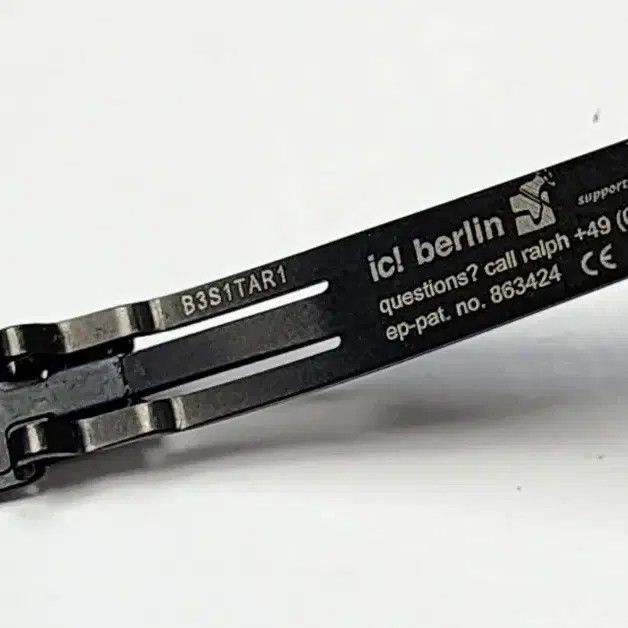 B3S1TAR1
ic! berlin
support
questions? call ralph +49 (
ep-pat. no. 863424 CE